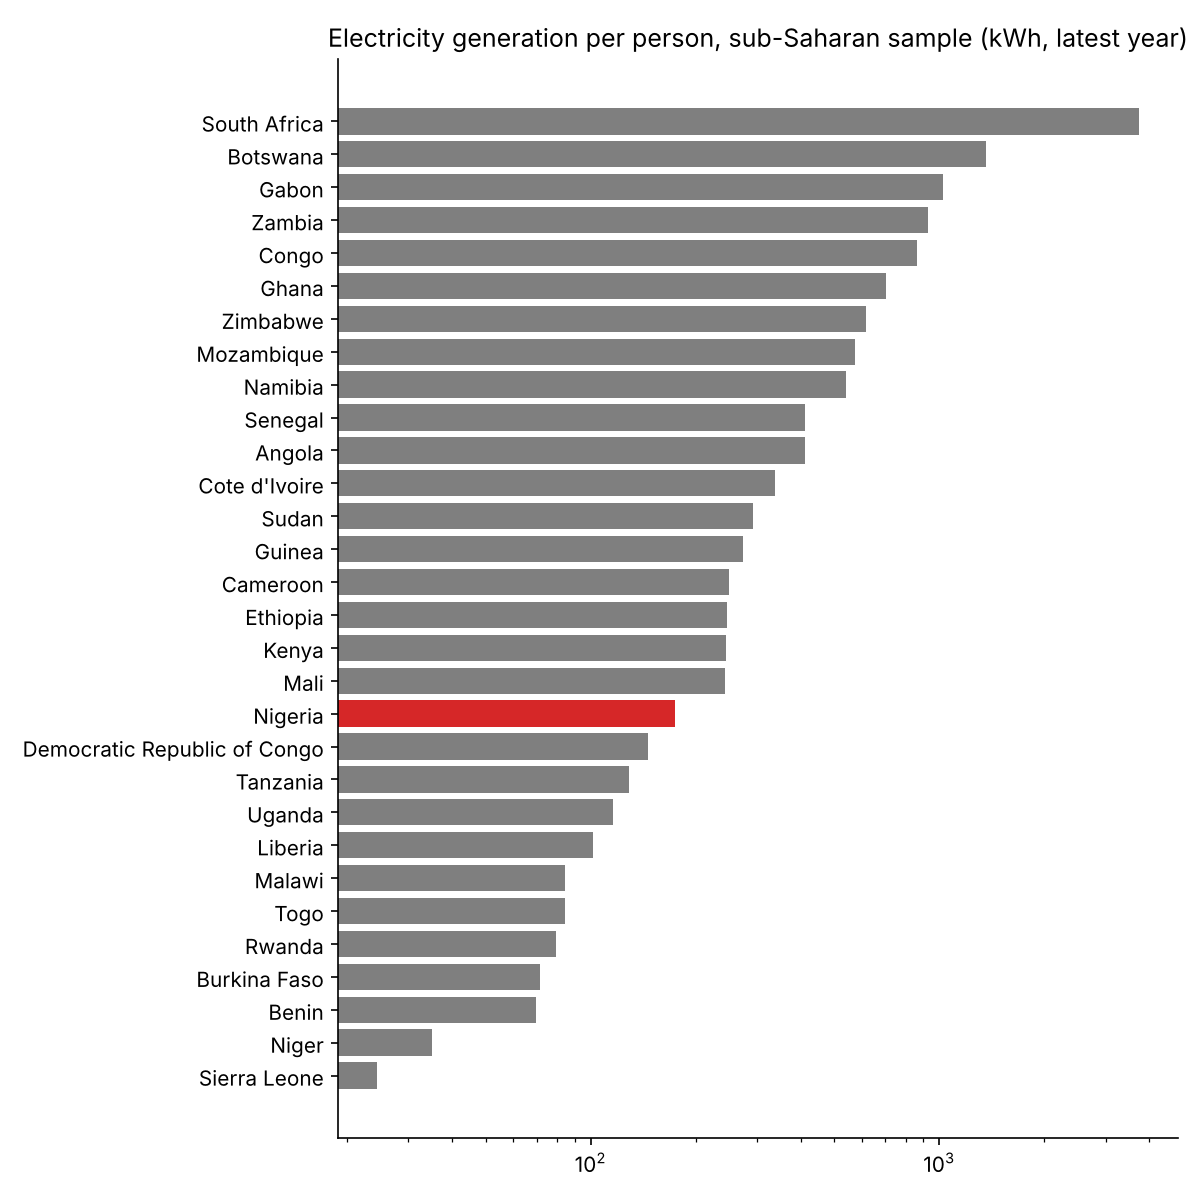 Electricity generation per person, sub-Saharan sample (kWh, latest year)
South Africa
Botswana
Gabon
Zambia
Congo
Ghana
Zimbabwe
Mozambique
Namibia
Senegal
Angola
Cote d'Ivoire
Sudan
Guinea
Cameroon
Ethiopia
Kenya
Mali
Nigeria
Democratic Republic of Congo
Tanzania
Uganda
Liberia
Malawi
Togo
Rwanda
Burkina Faso
Benin
Niger
Sierra Leone
10² 10³